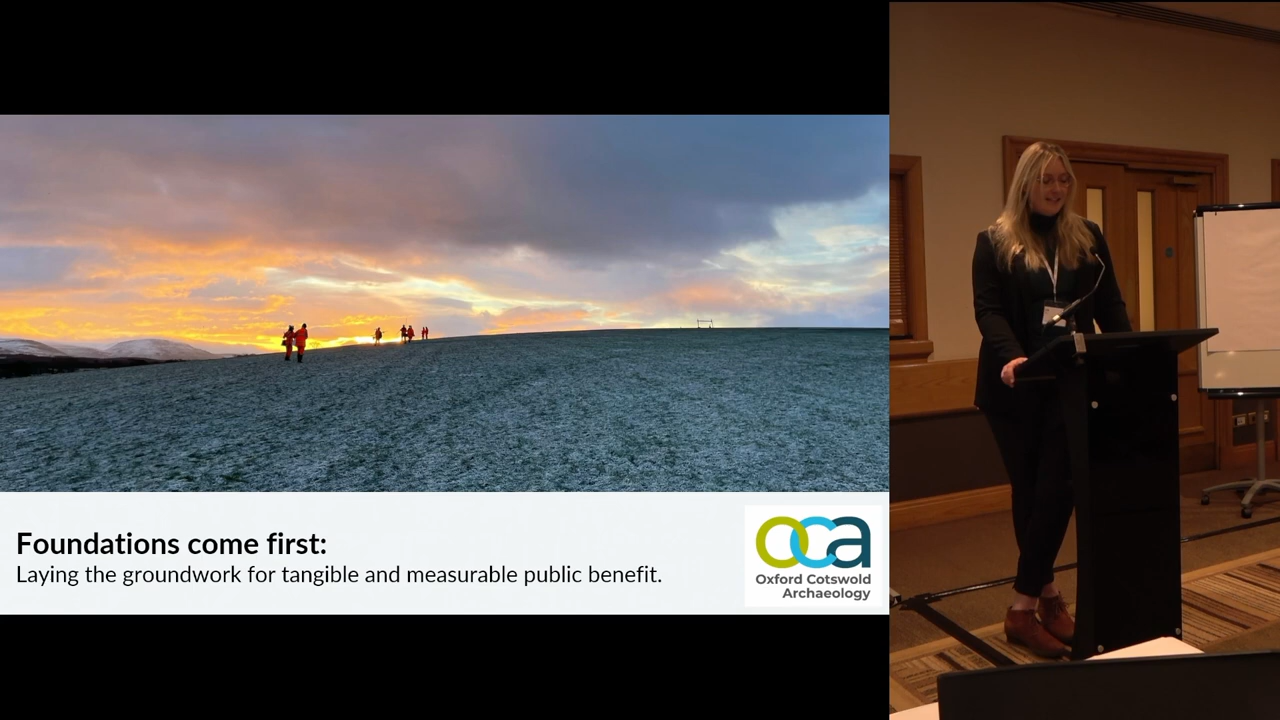 Foundations come first:
Laying the groundwork for tangible and measurable public benefit.
oca
Oxford Cotswold
Archaeology